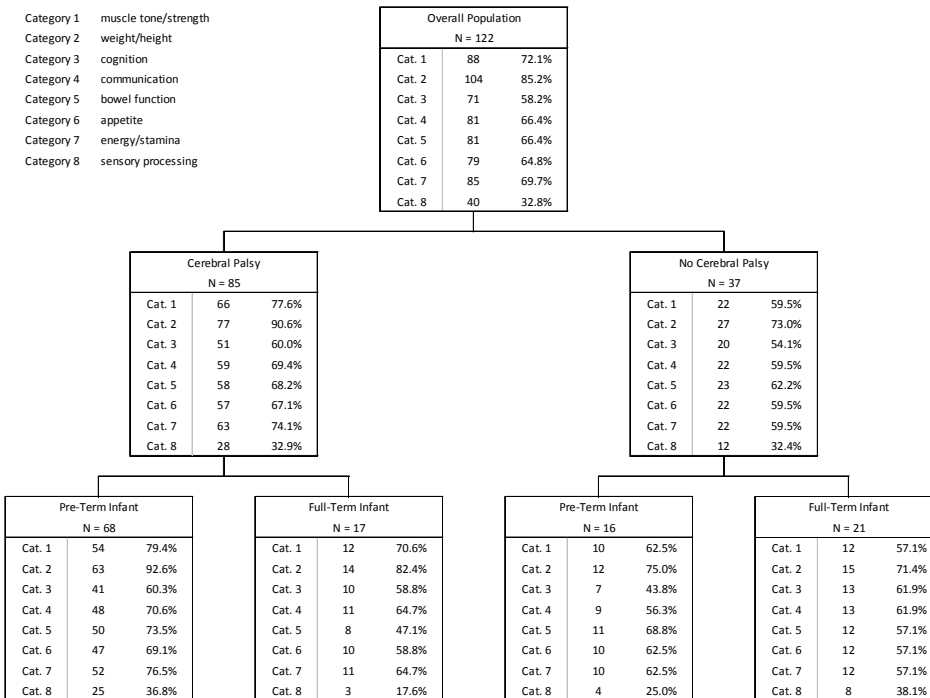 Category 1 muscle tone/strength
Category 2 weight/height
Category 3 cognition
Category 4 communication
Category 5 bowel function
Category 6 appetite
Category 7 energy/stamina
Category 8 sensory processing
Overall Population
N = 122
Cat. 1 88 72.1%
Cat. 2 104 85.2%
Cat. 3 71 58.2%
Cat. 4 81 66.4%
Cat. 5 81 66.4%
Cat. 6 79 64.8%
Cat. 7 85 69.7%
Cat. 8 40 32.8%
Cerebral Palsy
N = 85
Cat. 1 66 77.6%
Cat. 2 77 90.6%
Cat. 3 51 60.0%
Cat. 4 59 69.4%
Cat. 5 58 68.2%
Cat. 6 57 67.1%
Cat. 7 63 74.1%
Cat. 8 28 32.9%
No Cerebral Palsy
N = 37
Cat. 1 22 59.5%
Cat. 2 27 73.0%
Cat. 3 20 54.1%
Cat. 4 22 59.5%
Cat. 5 23 62.2%
Cat. 6 22 59.5%
Cat. 7 22 59.5%
Cat. 8 12 32.4%
Pre-Term Infant
N = 68
Cat. 1 54 79.4%
Cat. 2 63 92.6%
Cat. 3 41 60.3%
Cat. 4 48 70.6%
Cat. 5 50 73.5%
Cat. 6 47 69.1%
Cat. 7 52 76.5%
Cat. 8 25 36.8%
Full-Term Infant
N = 17
Cat. 1 12 70.6%
Cat. 2 14 82.4%
Cat. 3 10 58.8%
Cat. 4 11 64.7%
Cat. 5 8 47.1%
Cat. 6 10 58.8%
Cat. 7 11 64.7%
Cat. 8 3 17.6%
Pre-Term Infant
N = 16
Cat. 1 10 62.5%
Cat. 2 12 75.0%
Cat. 3 7 43.8%
Cat. 4 9 56.3%
Cat. 5 11 68.8%
Cat. 6 10 62.5%
Cat. 7 10 62.5%
Cat. 8 4 25.0%
Full-Term Infant
N = 21
Cat. 1 12 57.1%
Cat. 2 15 71.4%
Cat. 3 13 61.9%
Cat. 4 13 61.9%
Cat. 5 12 57.1%
Cat. 6 12 57.1%
Cat. 7 12 57.1%
Cat. 8 8 38.1%